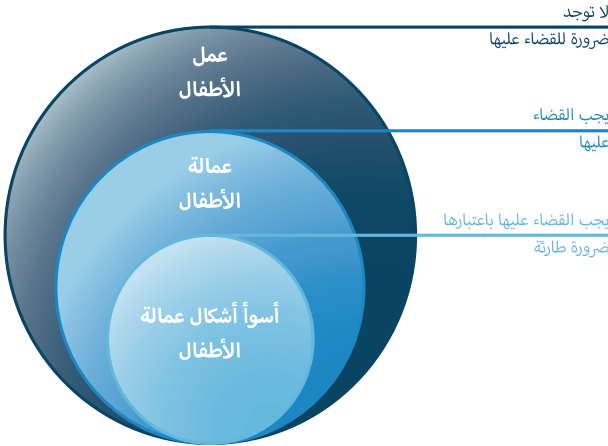 لا توجد
ضرورة للقضاء عليها
عمل
الأطفال
يجب القضاء
عليها
عمالة
الأطفال
يجب القضاء عليها باعتبارها
ضرورة طارئة
أسوأ أشكال عمالة
الأطفال